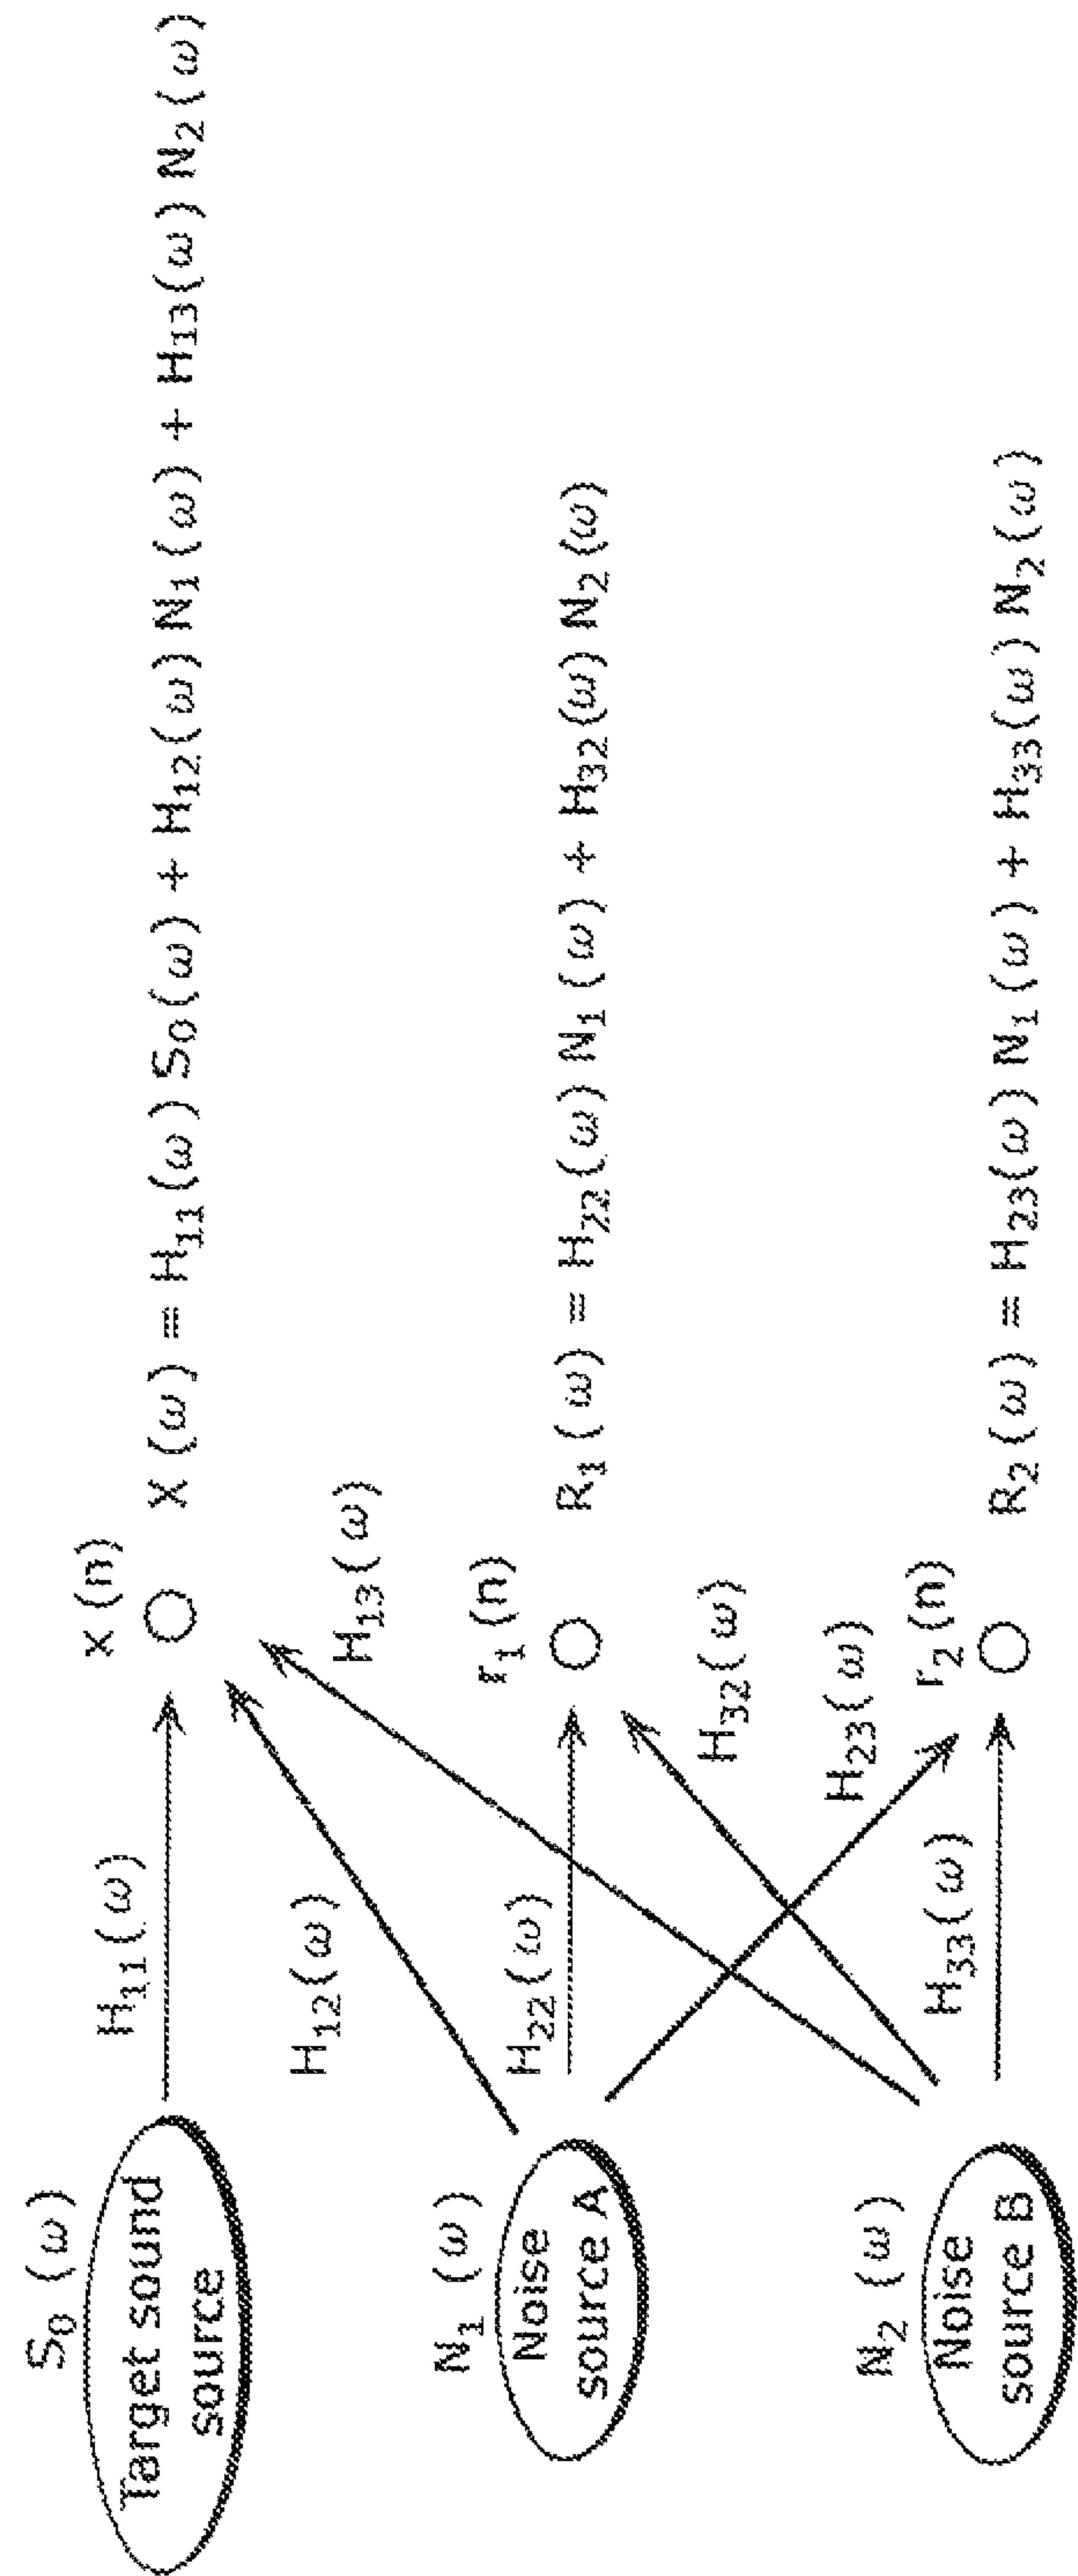 S₀ (ω)
Target sound
source
H₁₁(ω)
x (n)
X (ω) = H₁₁(ω) S₀(ω) + H₁₂(ω) N₁(ω) + H₁₃(ω) N₂(ω)
H₁₂(ω)
H₁₃(ω)
N₁ (ω)
Noise
source A
H₂₂(ω)
r₁ (n)
R₁ (ω) = H₂₂(ω) N₁(ω) + H₃₂(ω) N₂(ω)
H₃₂(ω)
H₂₃(ω)
N₂ (ω)
Noise
source B
H₃₃(ω)
r₂ (n)
R₂ (ω) = H₂₃(ω) N₁(ω) + H₃₃(ω) N₂(ω)